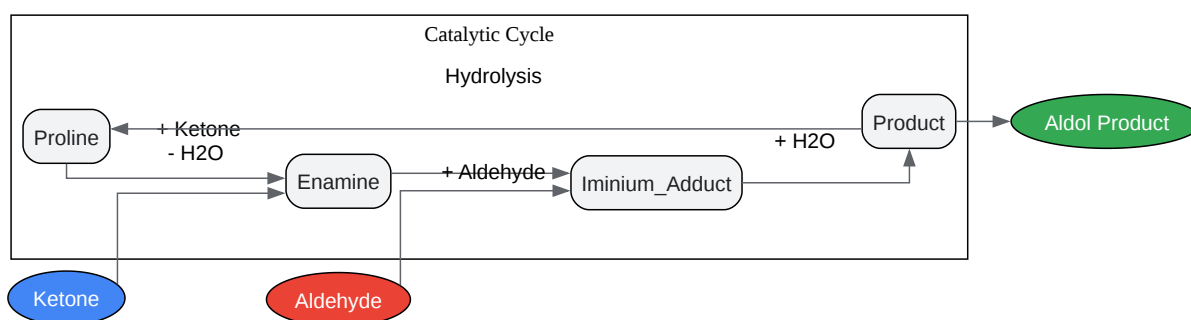 Catalytic Cycle
Hydrolysis
Proline
+ Ketone
- H2O
Enamine
+ Aldehyde
Iminium_Adduct
+ H2O
Product
Aldol Product
Ketone
Aldehyde